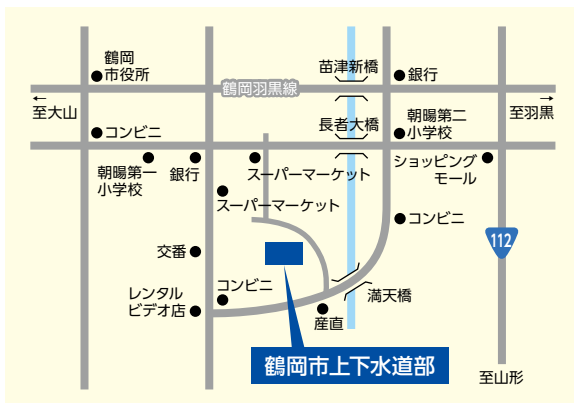 鶴岡
市役所
苗津新橋
銀行
鶴岡羽黒線
←
至大山
→
至羽黒
コンビニ
長者大橋
朝暘第二
小学校
朝暘第一
小学校
銀行
スーパーマーケット
ショッピング
モール
スーパーマーケット
コンビニ
112
交番
コンビニ
レンタル
ビデオ店
満天橋
産直
鶴岡市上下水道部
至山形